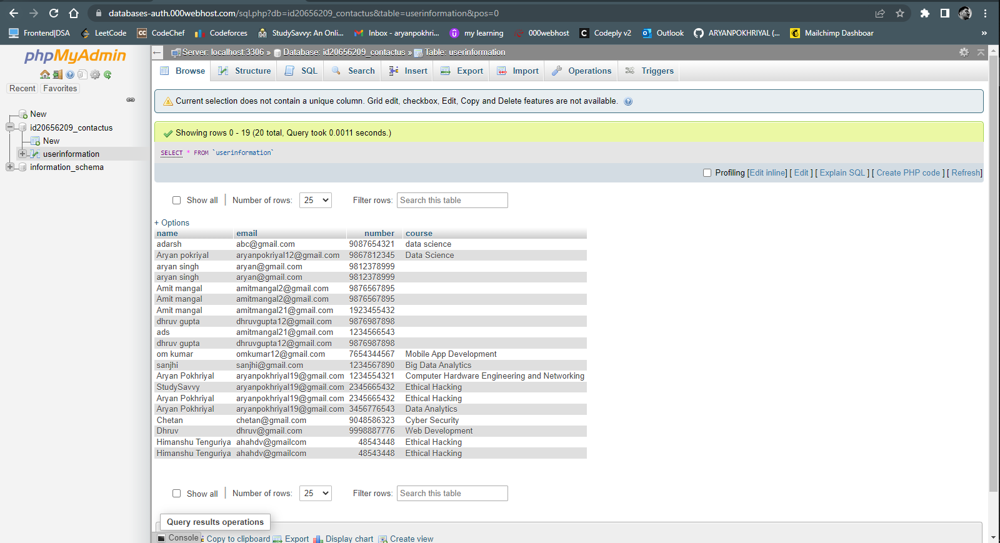 databases-auth.000webhost.com/sql.php?db=id20656209_contactus&table=userinformation&pos=0
Frontend|DSA LeetCode CC CodeChef Codeforces StudySavvy: An Onli... Inbox - aryanpokhri... my learning 000webhost C Codeply v2 Outlook ARYANPOKHRIYAL (... Mailchimp Dashboar »
phpMyAdmin
Recent Favorites
New
id20656209_contactus
New
userinformation
information_schema
Server: localhost:3306 » Database: id20656209_contactus » Table: userinformation
Browse Structure SQL Search Insert Export Import Operations Triggers
Current selection does not contain a unique column. Grid edit, checkbox, Edit, Copy and Delete features are not available.
Showing rows 0 - 19 (20 total, Query took 0.0011 seconds.)
SELECT * FROM `userinformation`
Profiling [Edit inline] [ Edit ] [ Explain SQL ] [ Create PHP code ] [ Refresh]
Show all Number of rows: 25 Filter rows: Search this table
+ Options
name email number course
adarsh abc@gmail.com 9087654321 data science
Aryan pokriyal aryanpokriyal12@gmail.com 9867812345 Data Science
aryan singh aryan@gmail.com 9812378999
aryan singh aryan@gmail.com 9812378999
Amit mangal amitmangal2@gmail.com 9876567895
Amit mangal amitmangal2@gmail.com 9876567895
Amit mangal amitmangal21@gmail.com 1923455432
dhruv gupta dhruvgupta12@gmail.com 9876987898
ads amitmangal21@gmail.com 1234566543
dhruv gupta dhruvgupta12@gmail.com 9876987898
om kumar omkumar12@gmail.com 7654344567 Mobile App Development
sanjhi sanjhi@gmail.com 1234567890 Big Data Analytics
Aryan Pokhriyal aryanpokhriyal19@gmail.com 1234554321 Computer Hardware Engineering and Networking
StudySavvy aryanpokhriyal19@gmail.com 2345665432 Ethical Hacking
Aryan Pokhriyal aryanpokhriyal19@gmail.com 2345665432 Ethical Hacking
Aryan Pokhriyal aryanpokhriyal19@gmail.com 3456776543 Data Analytics
Chetan chetan@gmail.com 9048586323 Cyber Security
Dhruv dhruv@gmail.com 9998887776 Web Development
Himanshu Tenguriya ahahdv@gmailcom 48543448 Ethical Hacking
Himanshu Tenguriya ahahdv@gmailcom 48543448 Ethical Hacking
Show all Number of rows: 25 Filter rows: Search this table
Query results operations
Console Copy to clipboard Export Display chart Create view